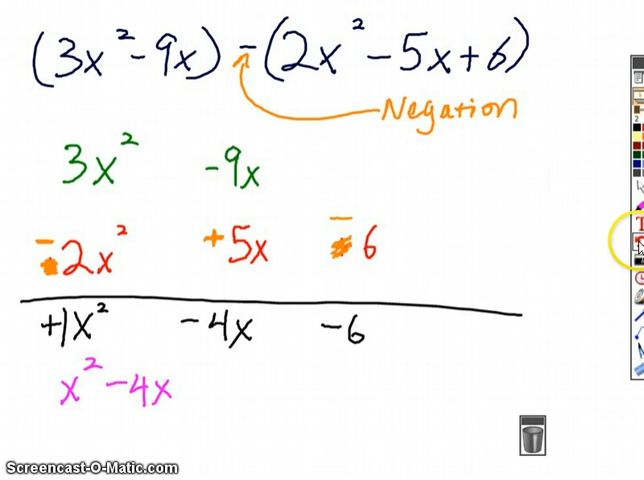 (3x² - 9x) - (2x² - 5x + 6)
Negation
3x² - 9x
- 2x² + 5x - 6
+1x² - 4x - 6
x² - 4x
Screencast-O-Matic.com